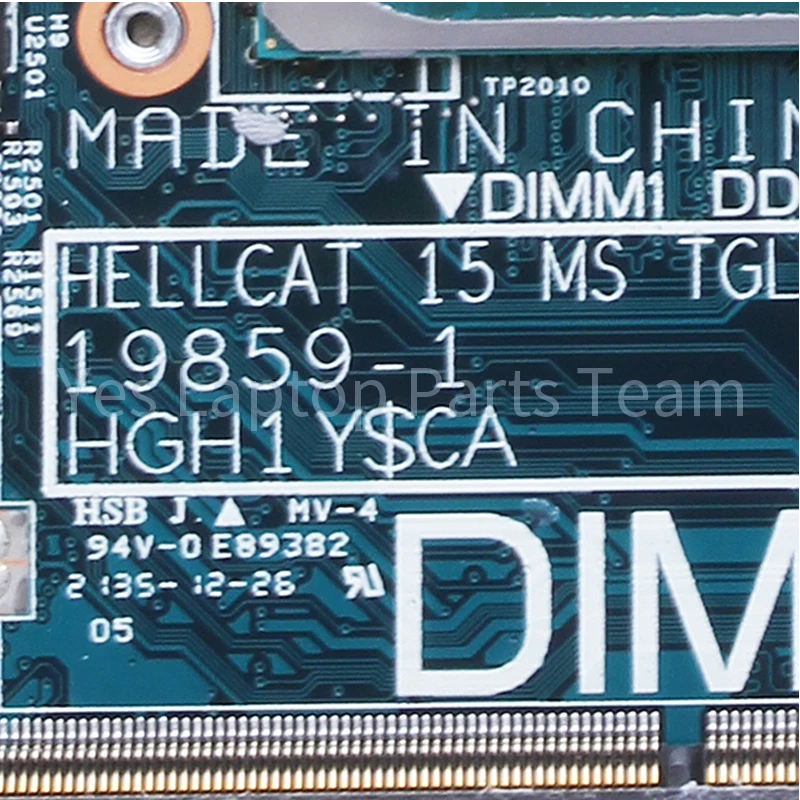 H9
U2501
TP2010
MADE IN CHIN
▼DIMM1 DD
R2501
R1503
R1511
R2560
HELLCAT 15 MS TGL
19859-1
Yes Laptop Parts Team
HGH1 Y$CA
HSB J.▲ MV-4
94V-0 E89382
2135-12-26
05
DIM